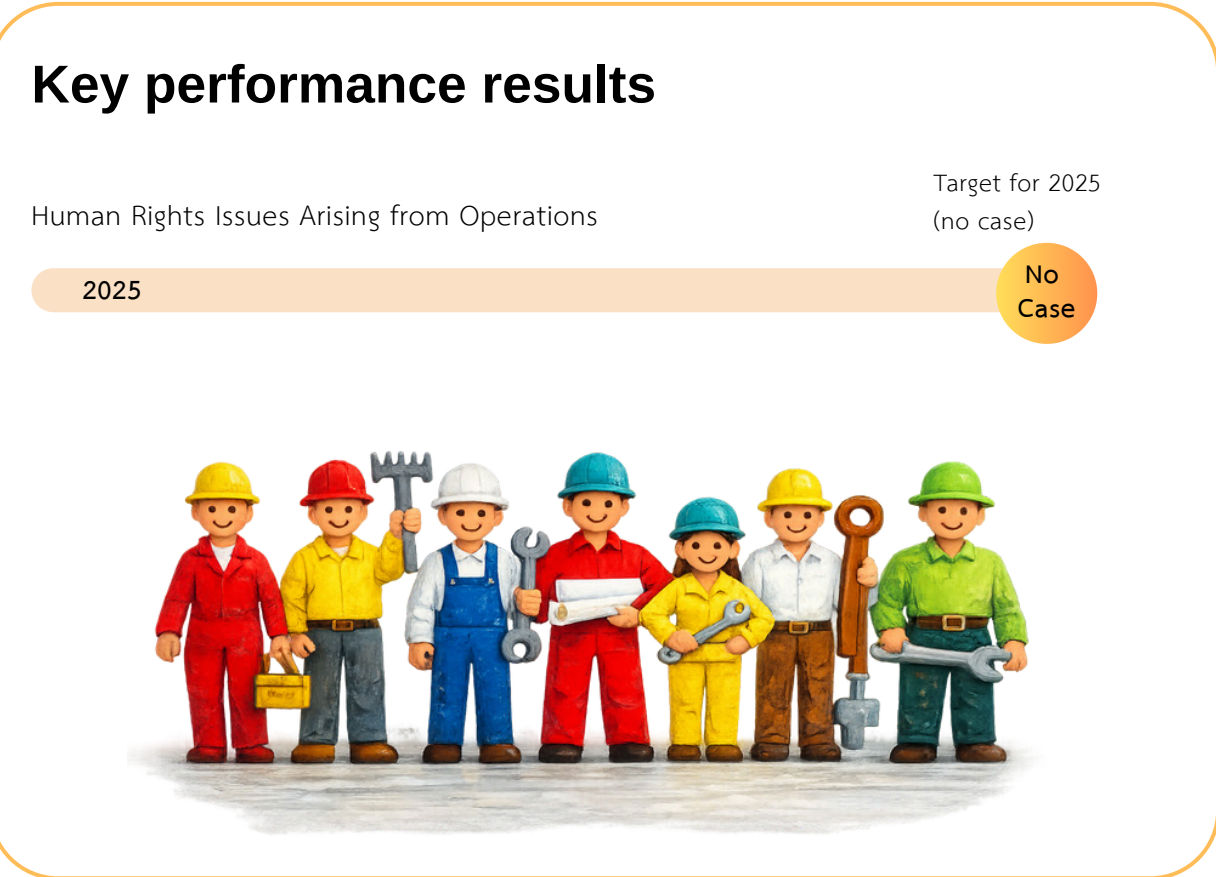 Key performance results
Target for 2025
(no case)
Human Rights Issues Arising from Operations
2025
No
Case